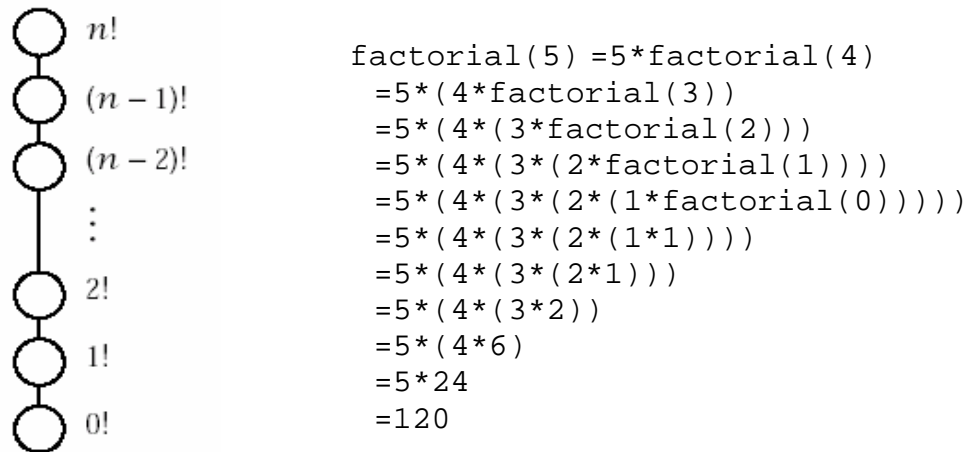 n!
(n − 1)!
(n − 2)!
⋮
2!
1!
0!
factorial(5) =5*factorial(4)
=5*(4*factorial(3))
=5*(4*(3*factorial(2)))
=5*(4*(3*(2*factorial(1))))
=5*(4*(3*(2*(1*factorial(0)))))
=5*(4*(3*(2*(1*1))))
=5*(4*(3*(2*1)))
=5*(4*(3*2))
=5*(4*6)
=5*24
=120